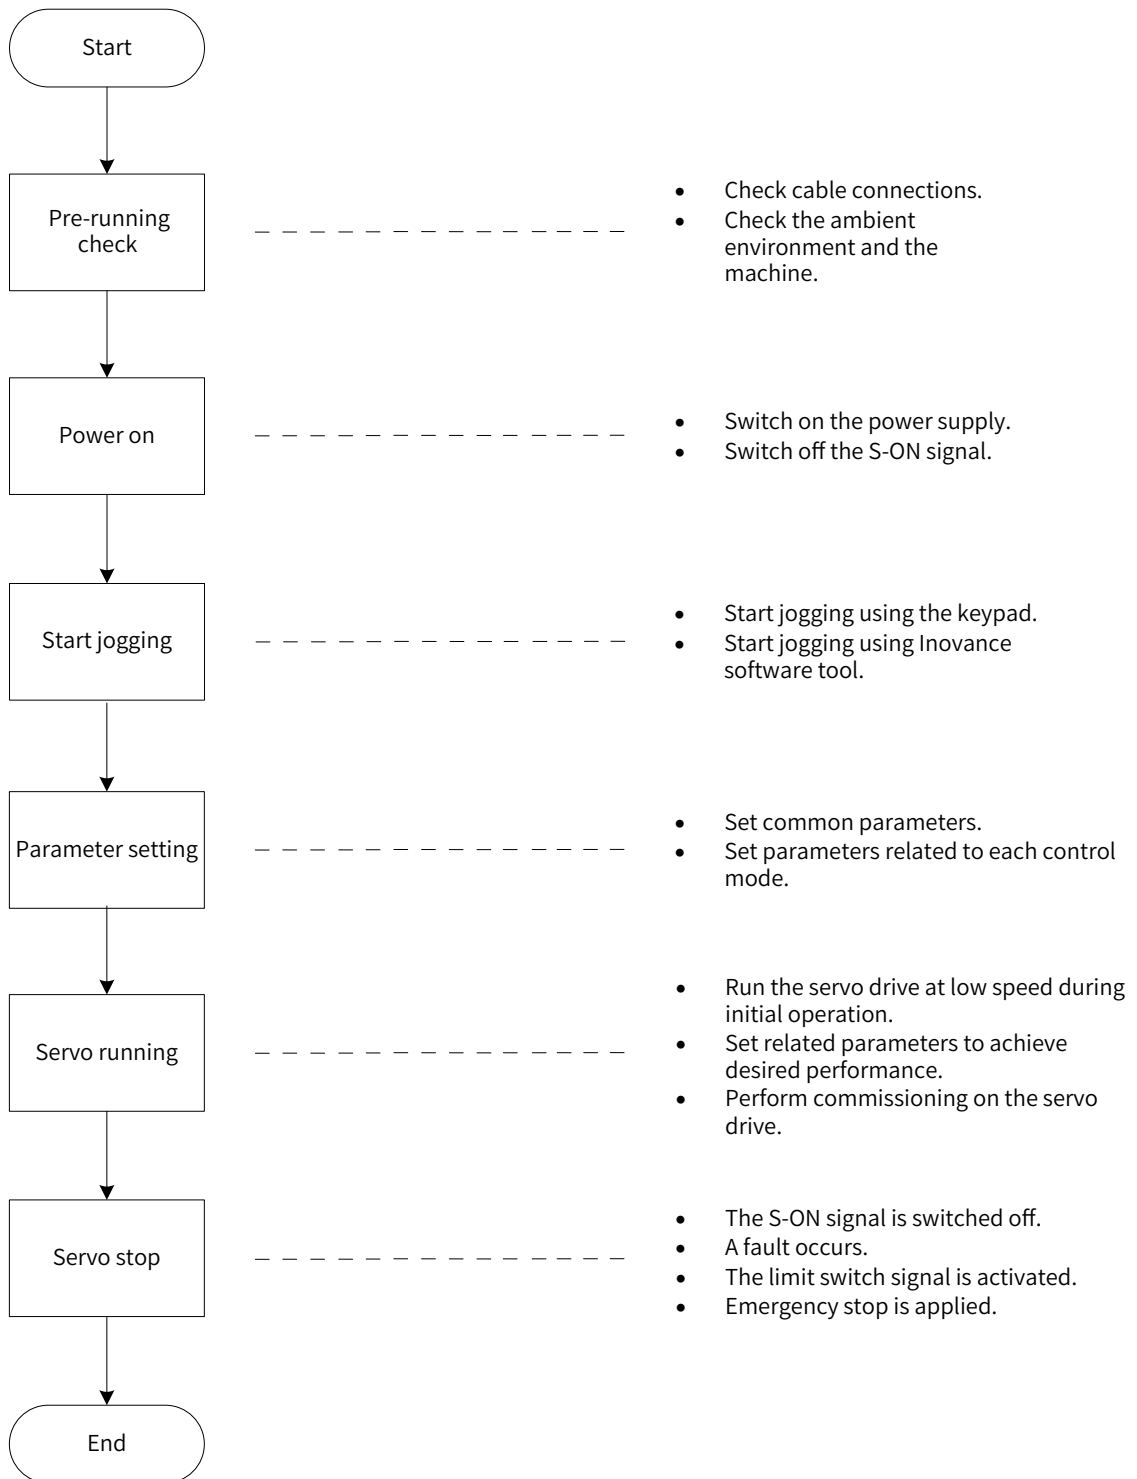 Start
Pre-running
check
• Check cable connections.
• Check the ambient
environment and the
machine.
Power on
• Switch on the power supply.
• Switch off the S-ON signal.
Start jogging
• Start jogging using the keypad.
• Start jogging using Inovance
software tool.
Parameter setting
• Set common parameters.
• Set parameters related to each control
mode.
Servo running
• Run the servo drive at low speed during
initial operation.
• Set related parameters to achieve
desired performance.
• Perform commissioning on the servo
drive.
Servo stop
• The S-ON signal is switched off.
• A fault occurs.
• The limit switch signal is activated.
• Emergency stop is applied.
End